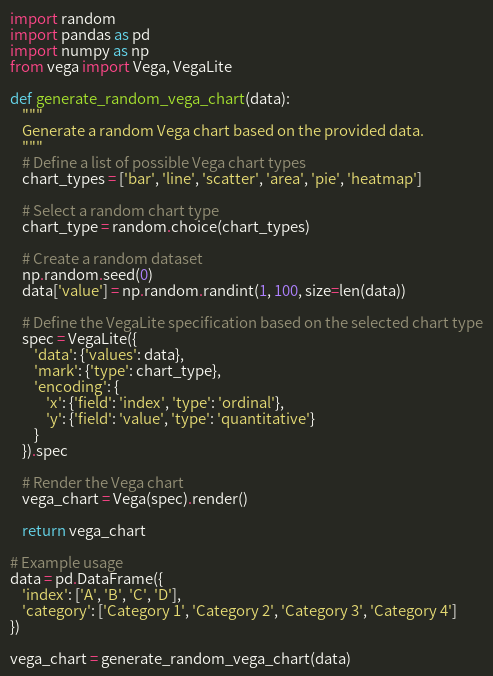 import random
import pandas as pd
import numpy as np
from vega import Vega, VegaLite

def generate_random_vega_chart(data):
    """
    Generate a random Vega chart based on the provided data.
    """
    # Define a list of possible Vega chart types
    chart_types = ['bar', 'line', 'scatter', 'area', 'pie', 'heatmap']

    # Select a random chart type
    chart_type = random.choice(chart_types)

    # Create a random dataset
    np.random.seed(0)
    data['value'] = np.random.randint(1, 100, size=len(data))

    # Define the VegaLite specification based on the selected chart type
    spec = VegaLite({
        'data': {'values': data},
        'mark': {'type': chart_type},
        'encoding': {
            'x': {'field': 'index', 'type': 'ordinal'},
            'y': {'field': 'value', 'type': 'quantitative'}
        }
    }).spec

    # Render the Vega chart
    vega_chart = Vega(spec).render()

    return vega_chart

# Example usage
data = pd.DataFrame({
    'index': ['A', 'B', 'C', 'D'],
    'category': ['Category 1', 'Category 2', 'Category 3', 'Category 4']
})

vega_chart = generate_random_vega_chart(data)